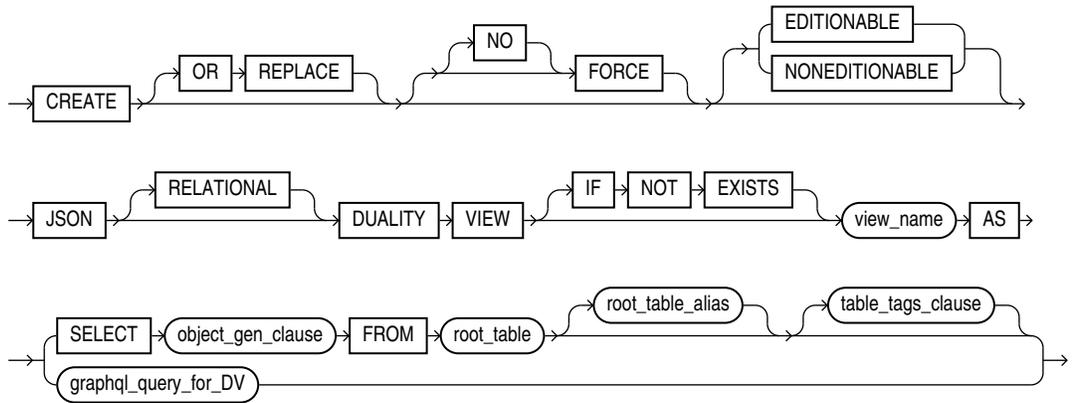 CREATE OR REPLACE NO FORCE EDITIONABLE NONEDITIONABLE
JSON RELATIONAL DUALITY VIEW IF NOT EXISTS view_name AS
SELECT object_gen_clause FROM root_table root_table_alias table_tags_clause
graphql_query_for_DV